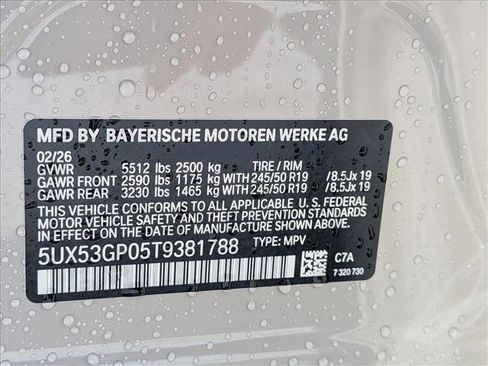 MFD BY BAYERISCHE MOTOREN WERKE AG
02/26
GVWR 5512 lbs 2500 kg TIRE / RIM
GAWR FRONT 2590 lbs 1175 kg WITH 245/50 R19 /8.5Jx 19
GAWR REAR 3230 lbs 1465 kg WITH 245/50 R19 /8.5Jx 19
THIS VEHICLE CONFORMS TO ALL APPLICABLE U. S. FEDERAL
MOTOR VEHICLE SAFETY AND THEFT PREVENTION STANDARDS
IN EFFECT ON THE DATE OF MANUFACTURE SHOWN ABOVE.
5UX53GP05T9381788 TYPE: MPV C7A
7 320 730